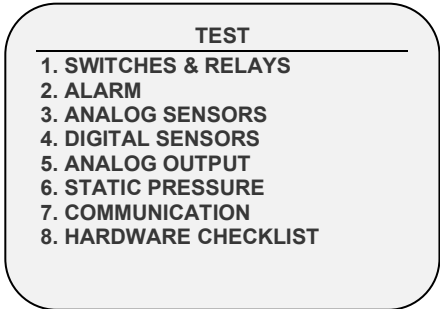 TEST
1. SWITCHES & RELAYS
2. ALARM
3. ANALOG SENSORS
4. DIGITAL SENSORS
5. ANALOG OUTPUT
6. STATIC PRESSURE
7. COMMUNICATION
8. HARDWARE CHECKLIST